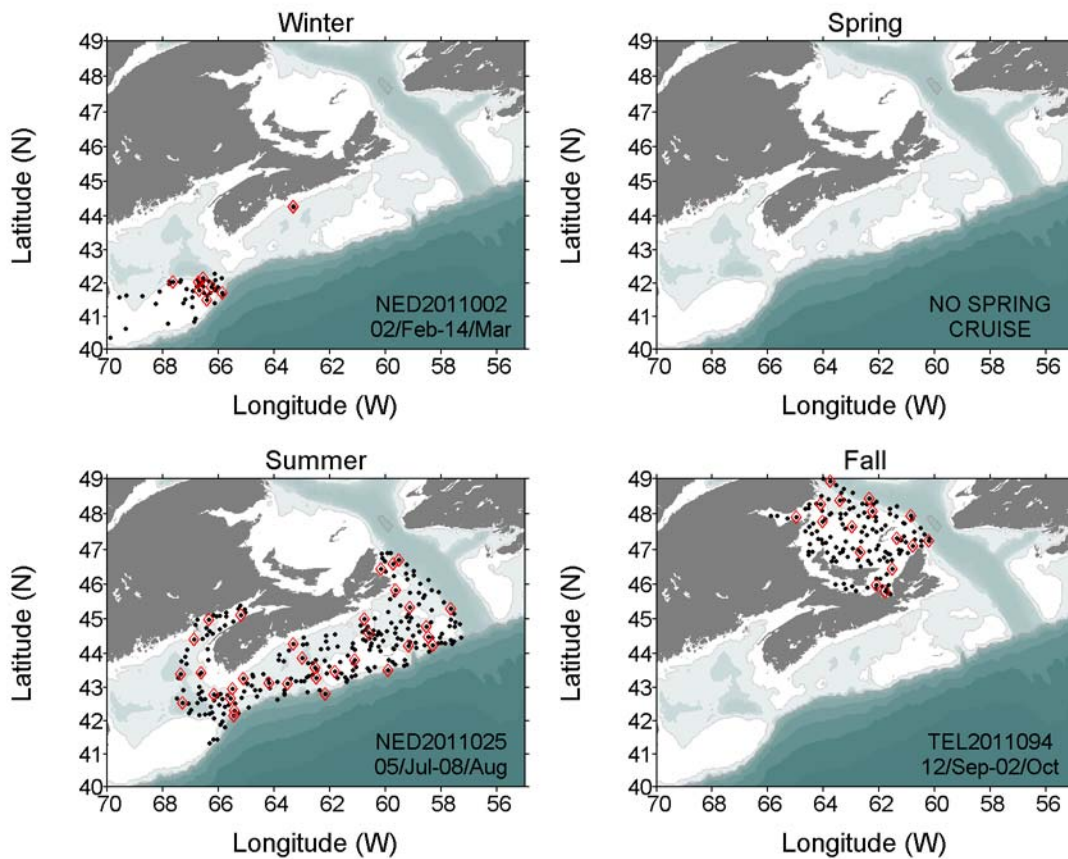 Winter
Spring
49
48
47
46
45
44
43
42
41
40
Latitude (N)
NED2011002
02/Feb-14/Mar
70 68 66 64 62 60 58 56
Longitude (W)
49
48
47
46
45
44
43
42
41
40
Latitude (N)
NO SPRING
CRUISE
70 68 66 64 62 60 58 56
Longitude (W)
Summer
Fall
49
48
47
46
45
44
43
42
41
40
Latitude (N)
NED2011025
05/Jul-08/Aug
70 68 66 64 62 60 58 56
Longitude (W)
49
48
47
46
45
44
43
42
41
40
Latitude (N)
TEL2011094
12/Sep-02/Oct
70 68 66 64 62 60 58 56
Longitude (W)